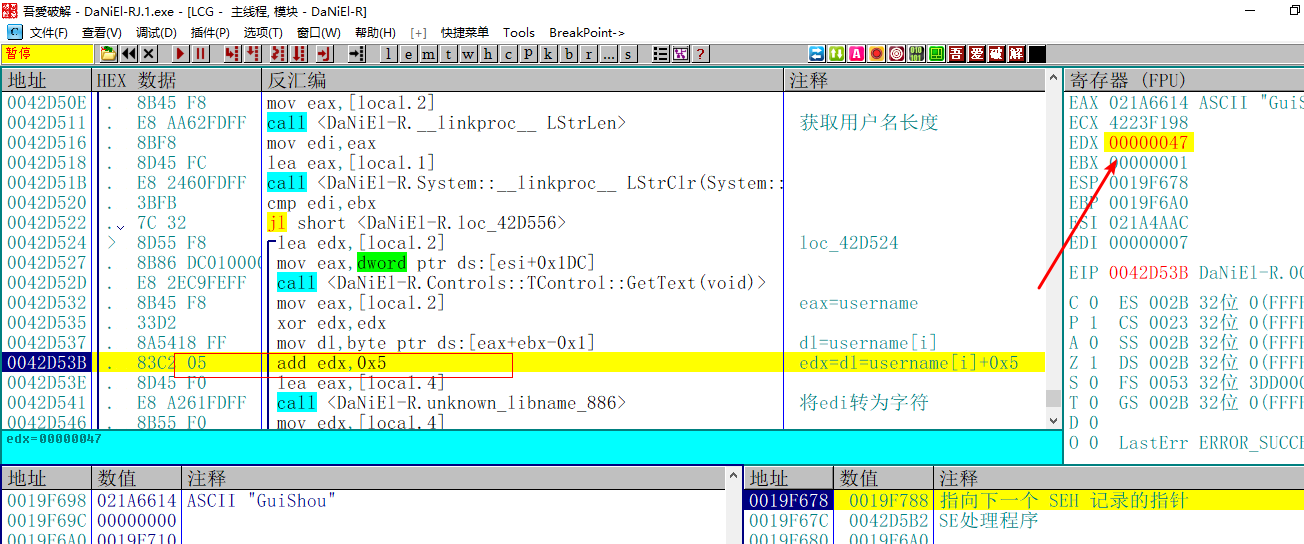 吾愛破解 - DaNiEl-RJ.1.exe - [LCG - 主线程, 模块 - DaNiEl-R]
文件(F) 查看(V) 调试(D) 插件(P) 选项(T) 窗口(W) 帮助(H) [+] 快捷菜单 Tools BreakPoint->
暂停 l e m t w h c p k b r ... s ? 吾 爱 破 解
地址 HEX 数据 反汇编 注释
0042D50E . 8B45 F8 mov eax,[local.2]
0042D511 . E8 AA62FDFF call <DaNiEl-R.__linkproc__ LStrLen> 获取用户名长度
0042D516 . 8BF8 mov edi,eax
0042D518 . 8D45 FC lea eax,[local.1]
0042D51B . E8 2460FDFF call <DaNiEl-R.System::__linkproc__ LStrClr(System::
0042D520 . 3BFB cmp edi,ebx
0042D522 . 7C 32 jl short <DaNiEl-R.loc_42D556>
0042D524 > 8D55 F8 lea edx,[local.2] loc_42D524
0042D527 . 8B86 DC010000 mov eax,dword ptr ds:[esi+0x1DC]
0042D52D . E8 2EC9FEFF call <DaNiEl-R.Controls::TControl::GetText(void)>
0042D532 . 8B45 F8 mov eax,[local.2] eax=username
0042D535 . 33D2 xor edx,edx
0042D537 . 8A5418 FF mov dl,byte ptr ds:[eax+ebx-0x1] dl=username[i]
0042D53B . 83C2 05 add edx,0x5 edx=dl=username[i]+0x5
0042D53E . 8D45 F0 lea eax,[local.4]
0042D541 . E8 A261FDFF call <DaNiEl-R.unknown_libname_886> 将edi转为字符
0042D546 . 8B55 F0 mov edx,[local.4]
edx=00000047
寄存器 (FPU)
EAX 021A6614 ASCII "GuiS
ECX 4223F198
EDX 00000047
EBX 00000001
ESP 0019F678
EBP 0019F6A0
ESI 021A4AAC
EDI 00000007
EIP 0042D53B DaNiEl-R.00
C 0 ES 002B 32位 0(FFFF
P 1 CS 0023 32位 0(FFFF
A 0 SS 002B 32位 0(FFFF
Z 1 DS 002B 32位 0(FFFF
S 0 FS 0053 32位 3DD000
T 0 GS 002B 32位 0(FFFF
D 0
O 0 LastErr ERROR_SUCCE
地址 数值 注释
0019F698 021A6614 ASCII "GuiShou"
0019F69C 00000000
0019F6A0 0019F710
地址 数值 注释
0019F678 0019F788 指向下一个 SEH 记录的指针
0019F67C 0042D5B2 SE处理程序
0019F680 0019F6A0